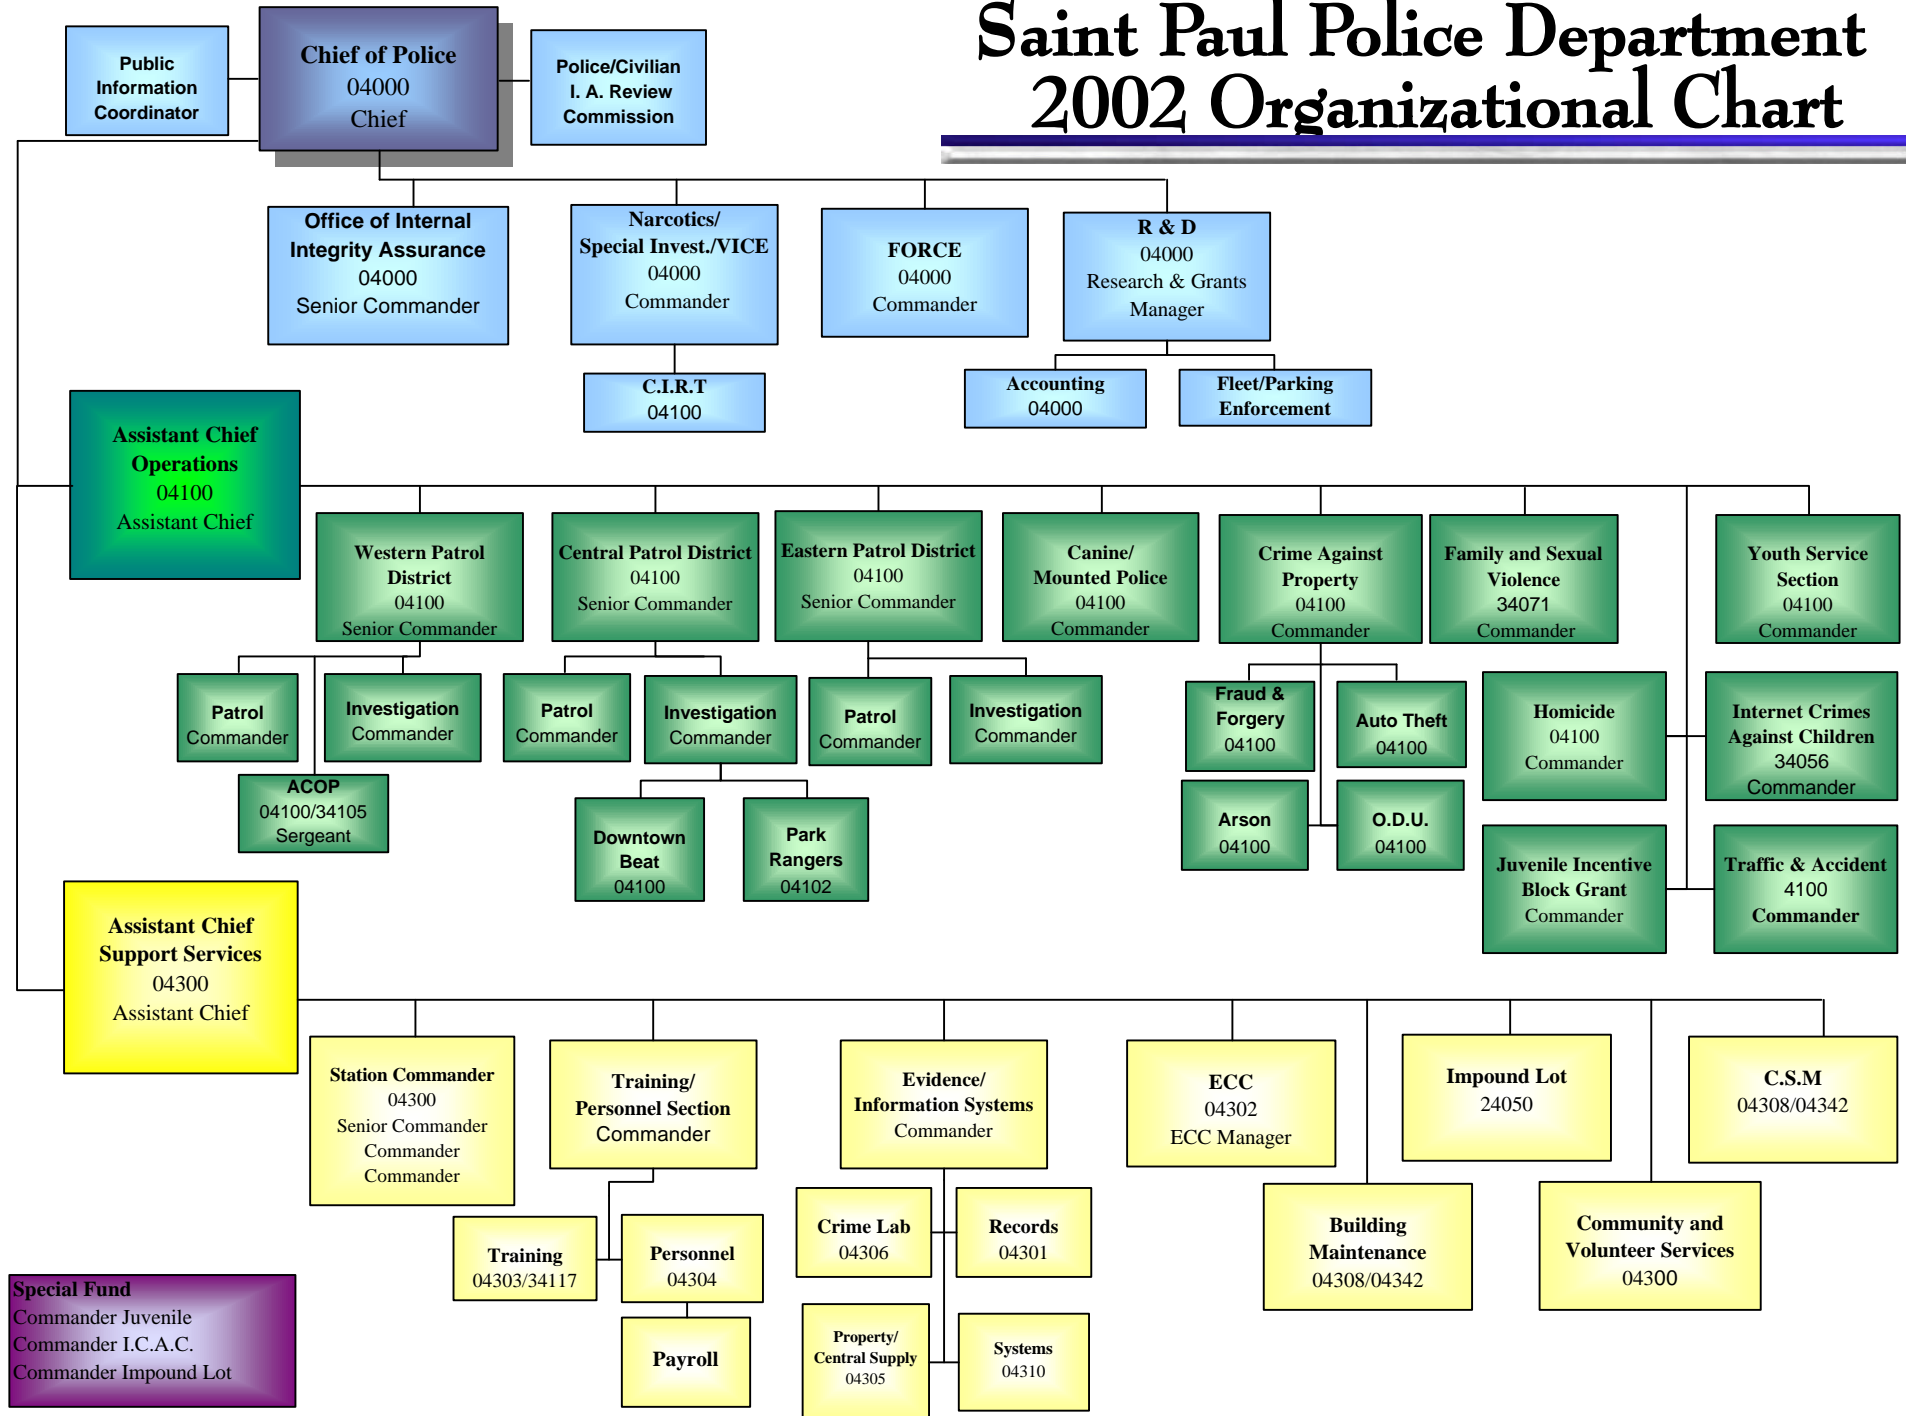 Saint Paul Police Department
2002 Organizational Chart
Public
Information
Coordinator
Chief of Police
04000
Chief
Police/Civilian
I. A. Review
Commission
Office of Internal
Integrity Assurance
04000
Senior Commander
Narcotics/
Special Invest./VICE
04000
Commander
FORCE
04000
Commander
R & D
04000
Research & Grants
Manager
C.I.R.T
04100
Accounting
04000
Fleet/Parking
Enforcement
Assistant Chief
Operations
04100
Assistant Chief
Western Patrol
District
04100
Senior Commander
Central Patrol District
04100
Senior Commander
Eastern Patrol District
04100
Senior Commander
Canine/
Mounted Police
04100
Commander
Crime Against
Property
04100
Commander
Family and Sexual
Violence
34071
Commander
Youth Service
Section
04100
Commander
Patrol
Commander
Investigation
Commander
ACOP
04100/34105
Sergeant
Patrol
Commander
Investigation
Commander
Downtown
Beat
04100
Park
Rangers
04102
Patrol
Commander
Investigation
Commander
Fraud &
Forgery
04100
Auto Theft
04100
Arson
04100
O.D.U.
04100
Homicide
04100
Commander
Internet Crimes
Against Children
34056
Commander
Juvenile Incentive
Block Grant
Commander
Traffic & Accident
4100
Commander
Assistant Chief
Support Services
04300
Assistant Chief
Station Commander
04300
Senior Commander
Commander
Commander
Training/
Personnel Section
Commander
Evidence/
Information Systems
Commander
ECC
04302
ECC Manager
Impound Lot
24050
C.S.M
04308/04342
Training
04303/34117
Personnel
04304
Payroll
Crime Lab
04306
Records
04301
Property/
Central Supply
04305
Systems
04310
Building
Maintenance
04308/04342
Community and
Volunteer Services
04300
Special Fund
Commander Juvenile
Commander I.C.A.C.
Commander Impound Lot